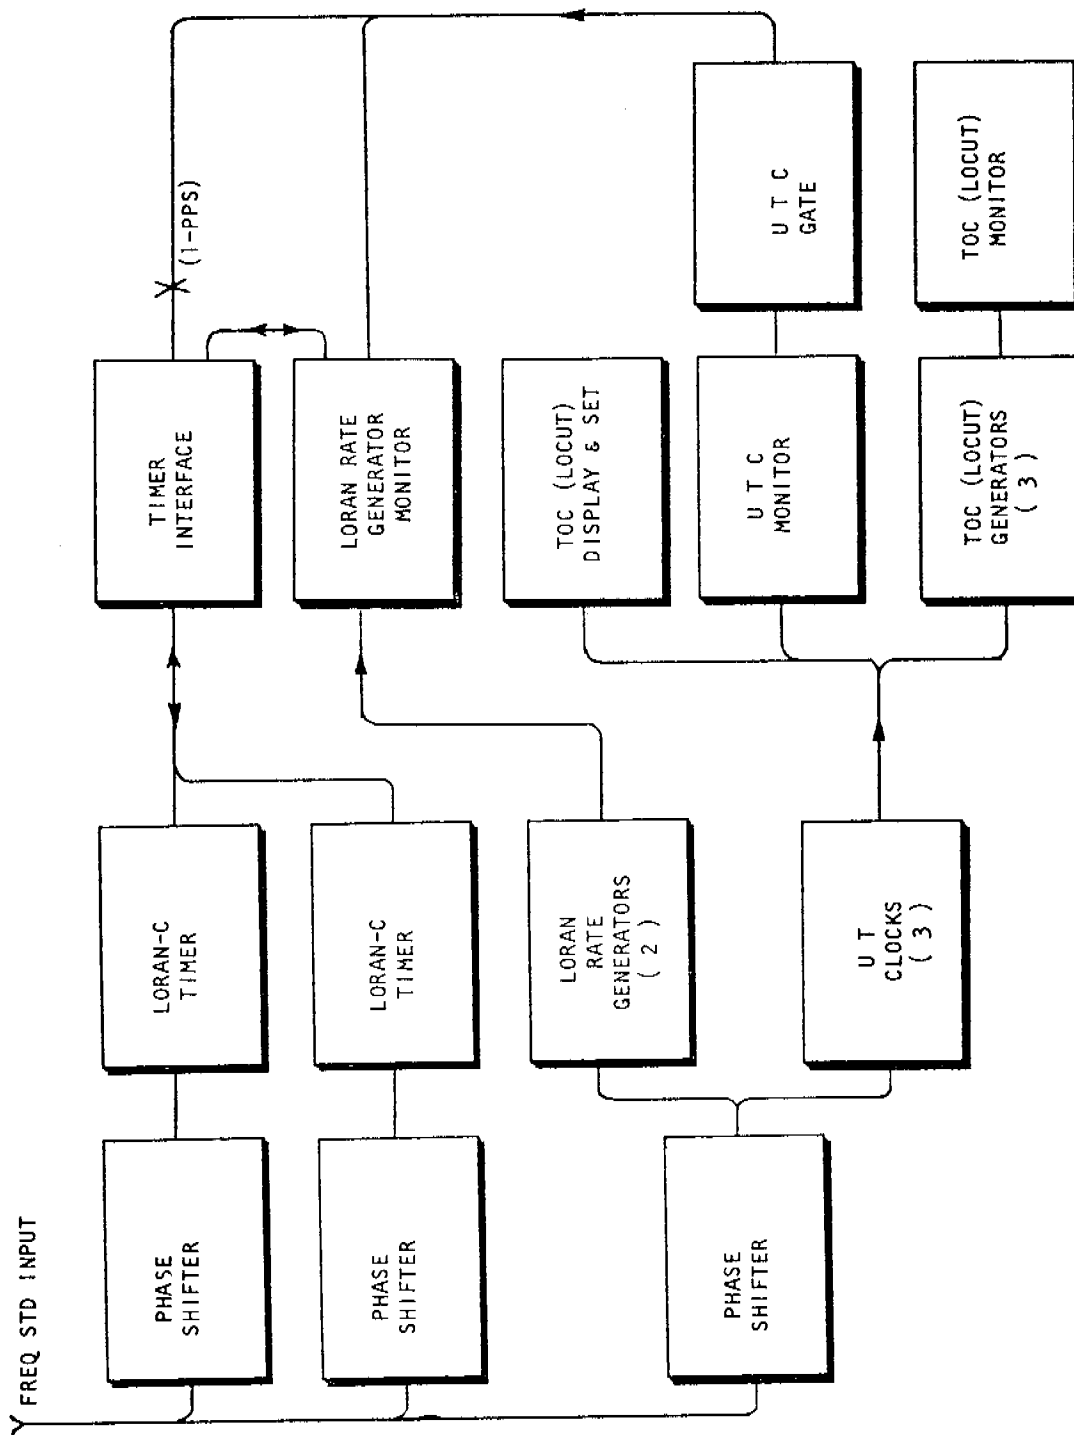 FREQ STD INPUT
PHASE
SHIFTER
LORAN-C
TIMER
TIMER
INTERFACE
(1-PPS)
PHASE
SHIFTER
LORAN-C
TIMER
LORAN RATE
GENERATOR
MONITOR
LORAN
RATE
GENERATORS
( 2 )
TOC (LOCUT)
DISPLAY & SET
PHASE
SHIFTER
U T
CLOCKS
( 3 )
U T C
MONITOR
U T C
GATE
TOC (LOCUT)
GENERATORS
( 3 )
TOC (LOCUT)
MONITOR